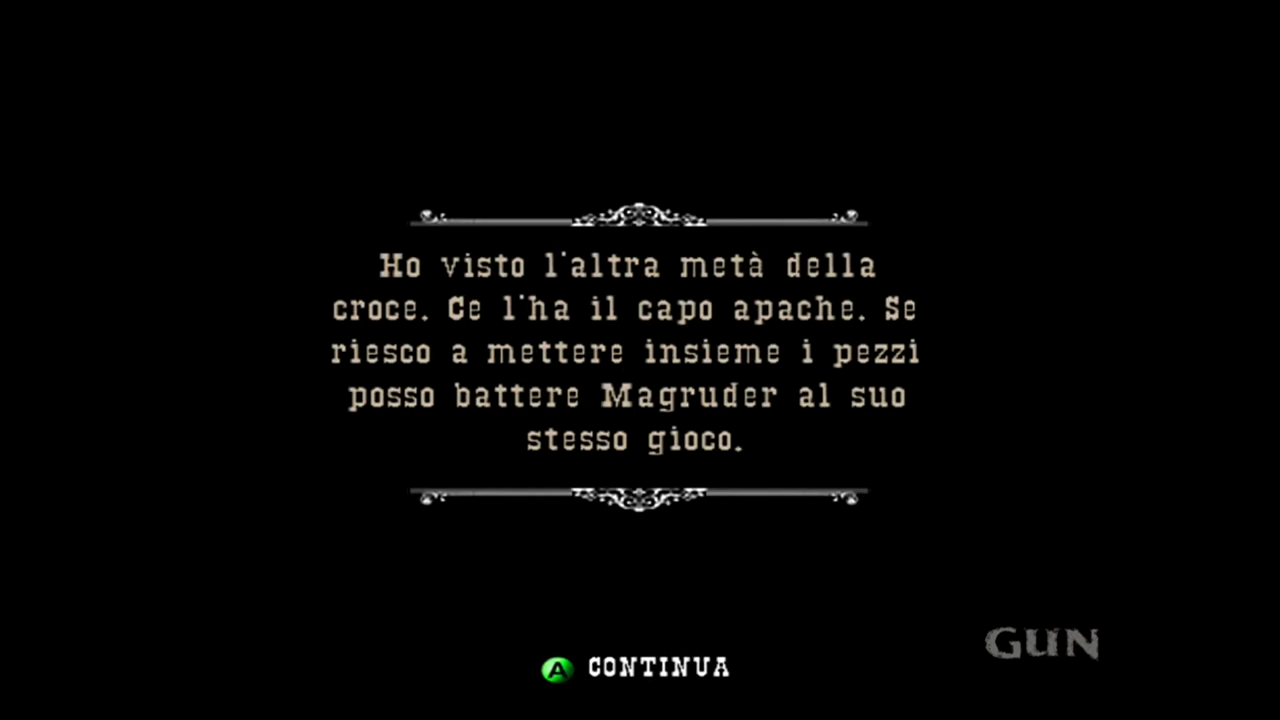 Ho visto l'altra metà della
croce. Ce l'ha il capo apache. Se
riesco a mettere insieme i pezzi
posso battere Magruder al suo
stesso gioco.
GUN
A CONTINUA